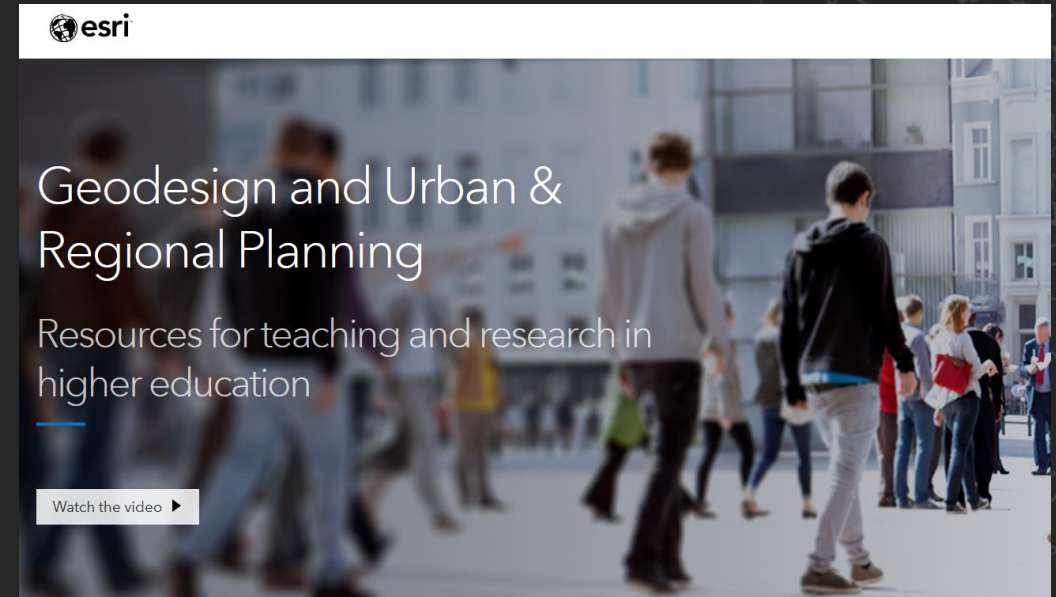 esri
Geodesign and Urban &
Regional Planning
Resources for teaching and research in
higher education
Watch the video